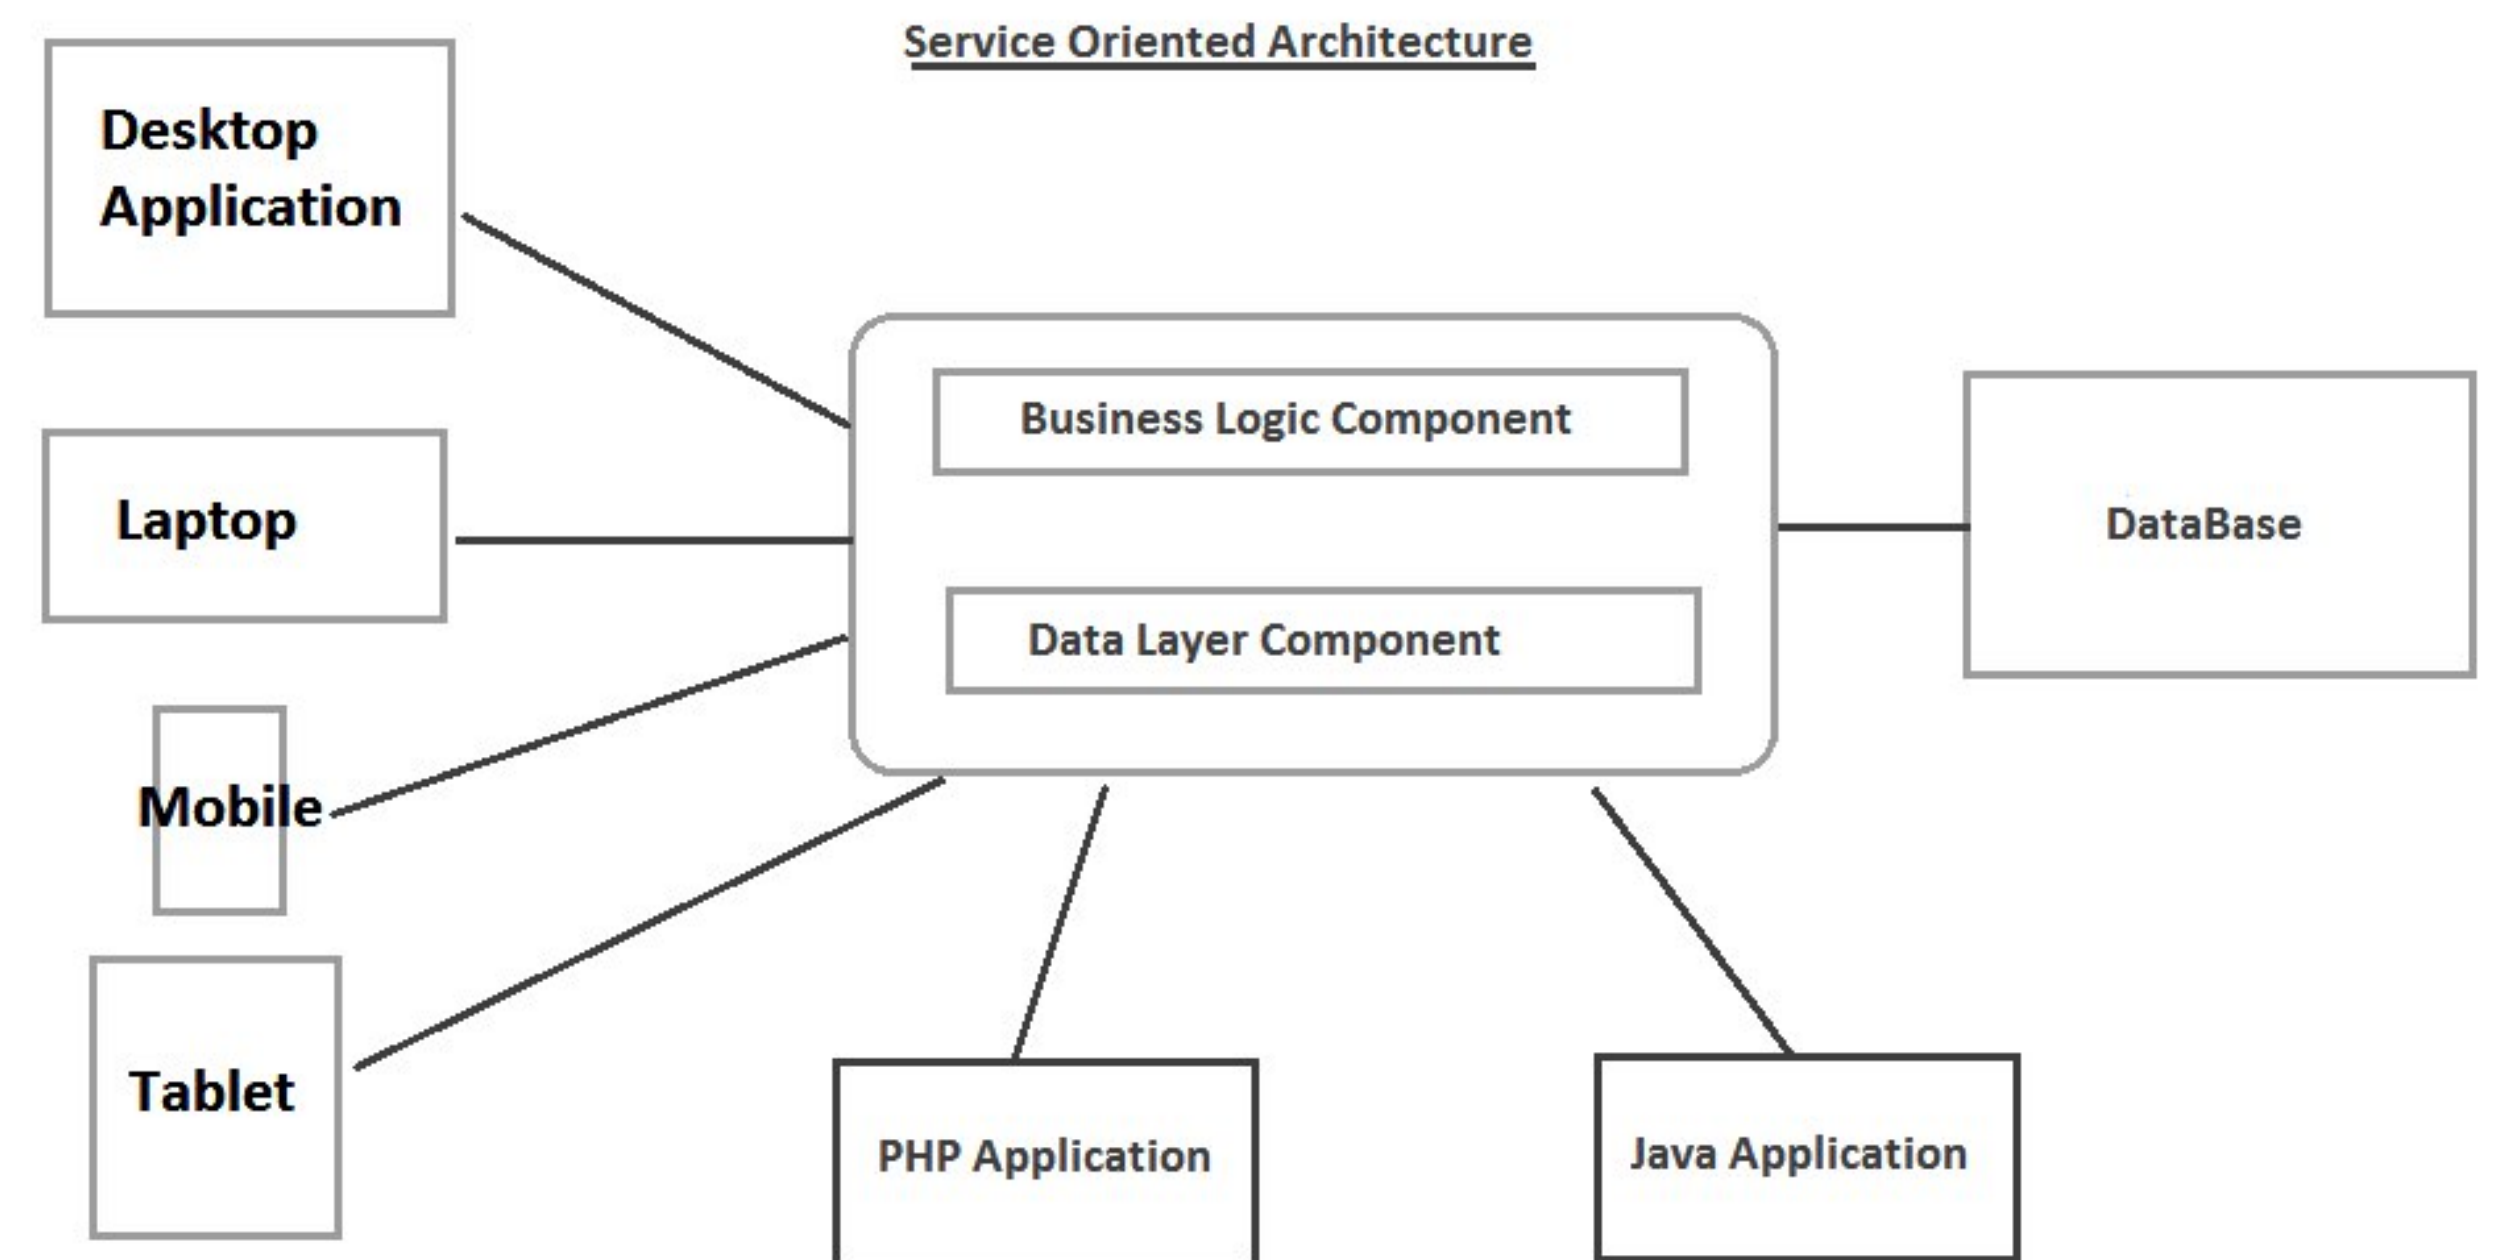 Service Oriented Architecture
Desktop
Application
Business Logic Component
Laptop
DataBase
Data Layer Component
Mobile
Tablet
PHP Application
Java Application